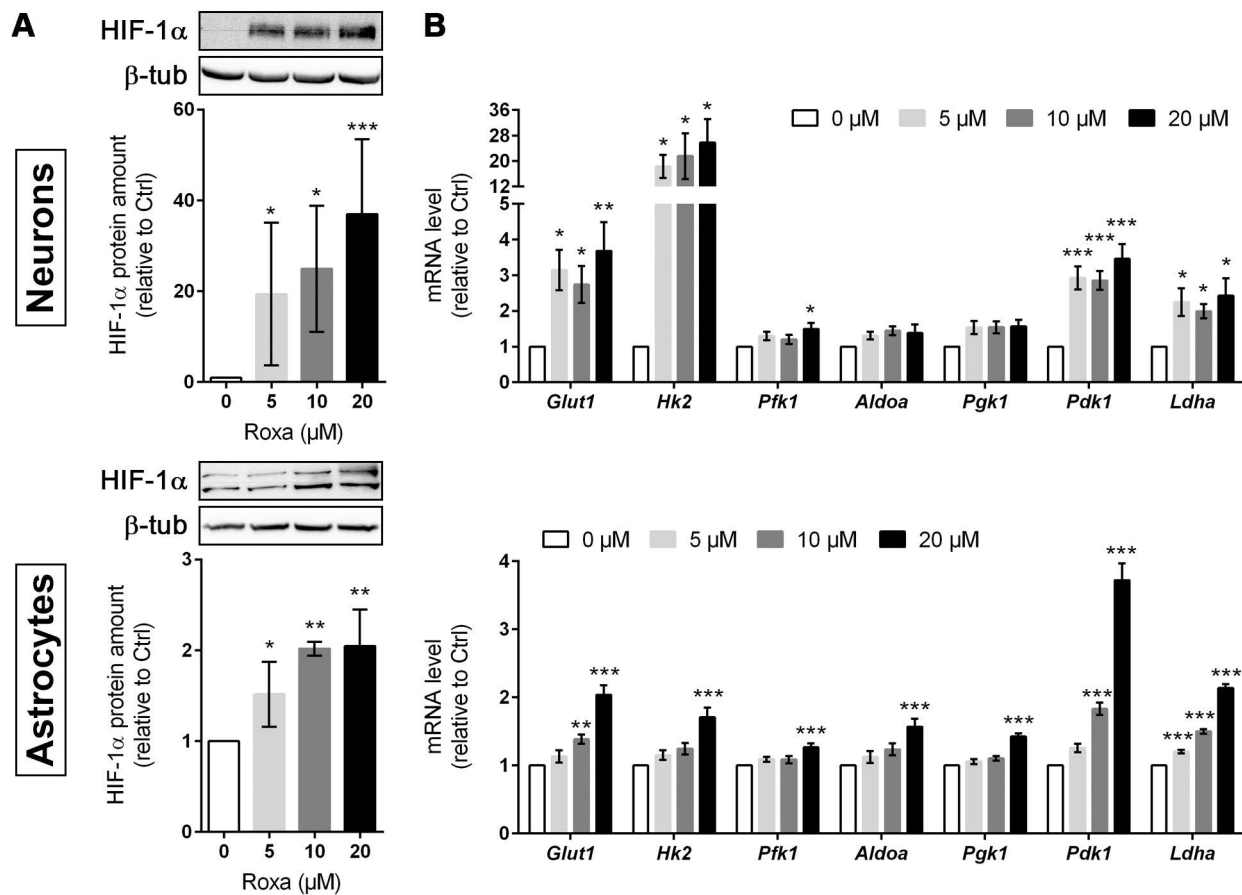 A
HIF-1α
β-tub
Neurons
HIF-1α protein amount
(relative to Ctrl)
60
40
20
0
*
*
***
0 5 10 20
Roxa (µM)
B
0 µM 5 µM 10 µM 20 µM
mRNA level
(relative to Ctrl)
36
28
20
12
5
4
3
2
1
0
* * **
* * *
*
*** *** ***
* * *
Glut1 Hk2 Pfk1 Aldoa Pgk1 Pdk1 Ldha
HIF-1α
β-tub
Astrocytes
HIF-1α protein amount
(relative to Ctrl)
3
2
1
0
*
**
**
0 5 10 20
Roxa (µM)
0 µM 5 µM 10 µM 20 µM
mRNA level
(relative to Ctrl)
4
3
2
1
0
** ***
***
***
***
***
*** ***
*** *** ***
Glut1 Hk2 Pfk1 Aldoa Pgk1 Pdk1 Ldha